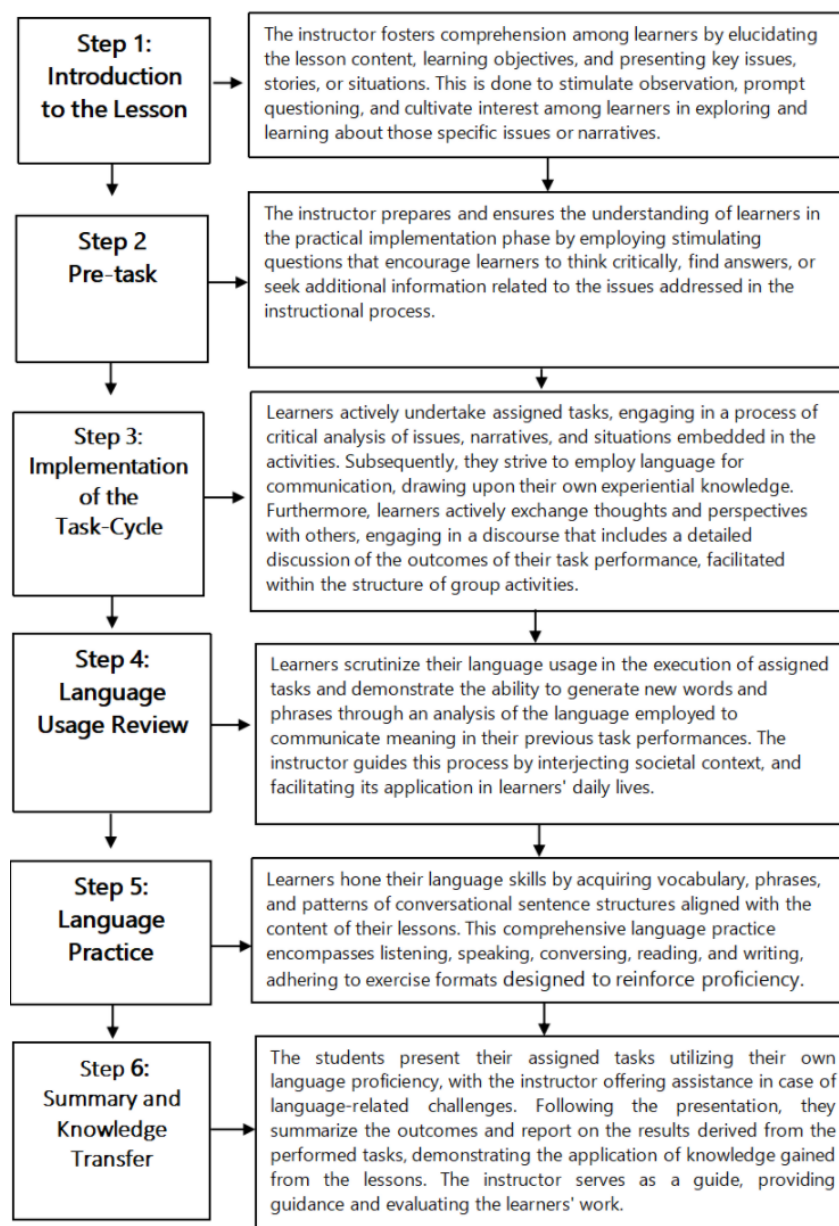 Step 1:
Introduction
to the Lesson
The instructor fosters comprehension among learners by elucidating
the lesson content, learning objectives, and presenting key issues,
stories, or situations. This is done to stimulate observation, prompt
questioning, and cultivate interest among learners in exploring and
learning about those specific issues or narratives.
Step 2
Pre-task
The instructor prepares and ensures the understanding of learners in
the practical implementation phase by employing stimulating
questions that encourage learners to think critically, find answers, or
seek additional information related to the issues addressed in the
instructional process.
Step 3:
Implementation
of the
Task-Cycle
Learners actively undertake assigned tasks, engaging in a process of
critical analysis of issues, narratives, and situations embedded in the
activities. Subsequently, they strive to employ language for
communication, drawing upon their own experiential knowledge.
Furthermore, learners actively exchange thoughts and perspectives
with others, engaging in a discourse that includes a detailed
discussion of the outcomes of their task performance, facilitated
within the structure of group activities.
Step 4:
Language
Usage Review
Learners scrutinize their language usage in the execution of assigned
tasks and demonstrate the ability to generate new words and
phrases through an analysis of the language employed to
communicate meaning in their previous task performances. The
instructor guides this process by interjecting societal context, and
facilitating its application in learners' daily lives.
Step 5:
Language
Practice
Learners hone their language skills by acquiring vocabulary, phrases,
and patterns of conversational sentence structures aligned with the
content of their lessons. This comprehensive language practice
encompasses listening, speaking, conversing, reading, and writing,
adhering to exercise formats designed to reinforce proficiency.
Step 6:
Summary and
Knowledge
Transfer
The students present their assigned tasks utilizing their own
language proficiency, with the instructor offering assistance in case of
language-related challenges. Following the presentation, they
summarize the outcomes and report on the results derived from the
performed tasks, demonstrating the application of knowledge gained
from the lessons. The instructor serves as a guide, providing
guidance and evaluating the learners' work.